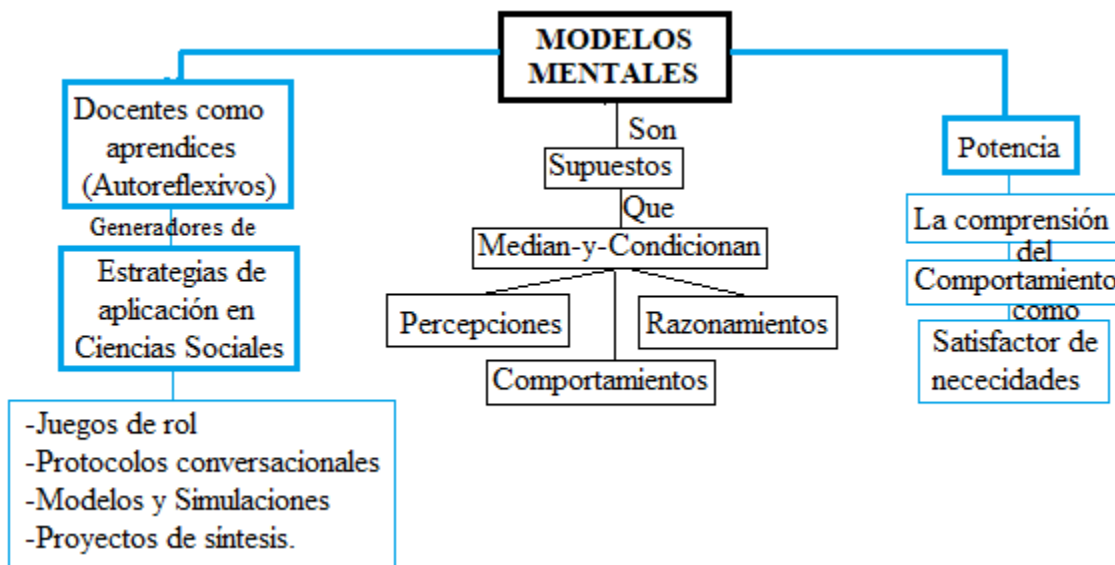 MODELOS
MENTALES
Docentes como
aprendices
(Autoreflexivos)
Generadores de
Estrategias de
aplicación en
Ciencias Sociales
-Juegos de rol
-Protocolos conversacionales
-Modelos y Simulaciones
-Proyectos de síntesis.
Son
Supuestos
Que
Median-y-Condicionan
Percepciones
Razonamientos
Comportamientos
Potencia
La comprensión
del
Comportamiento
como
Satisfactor de
nececidades